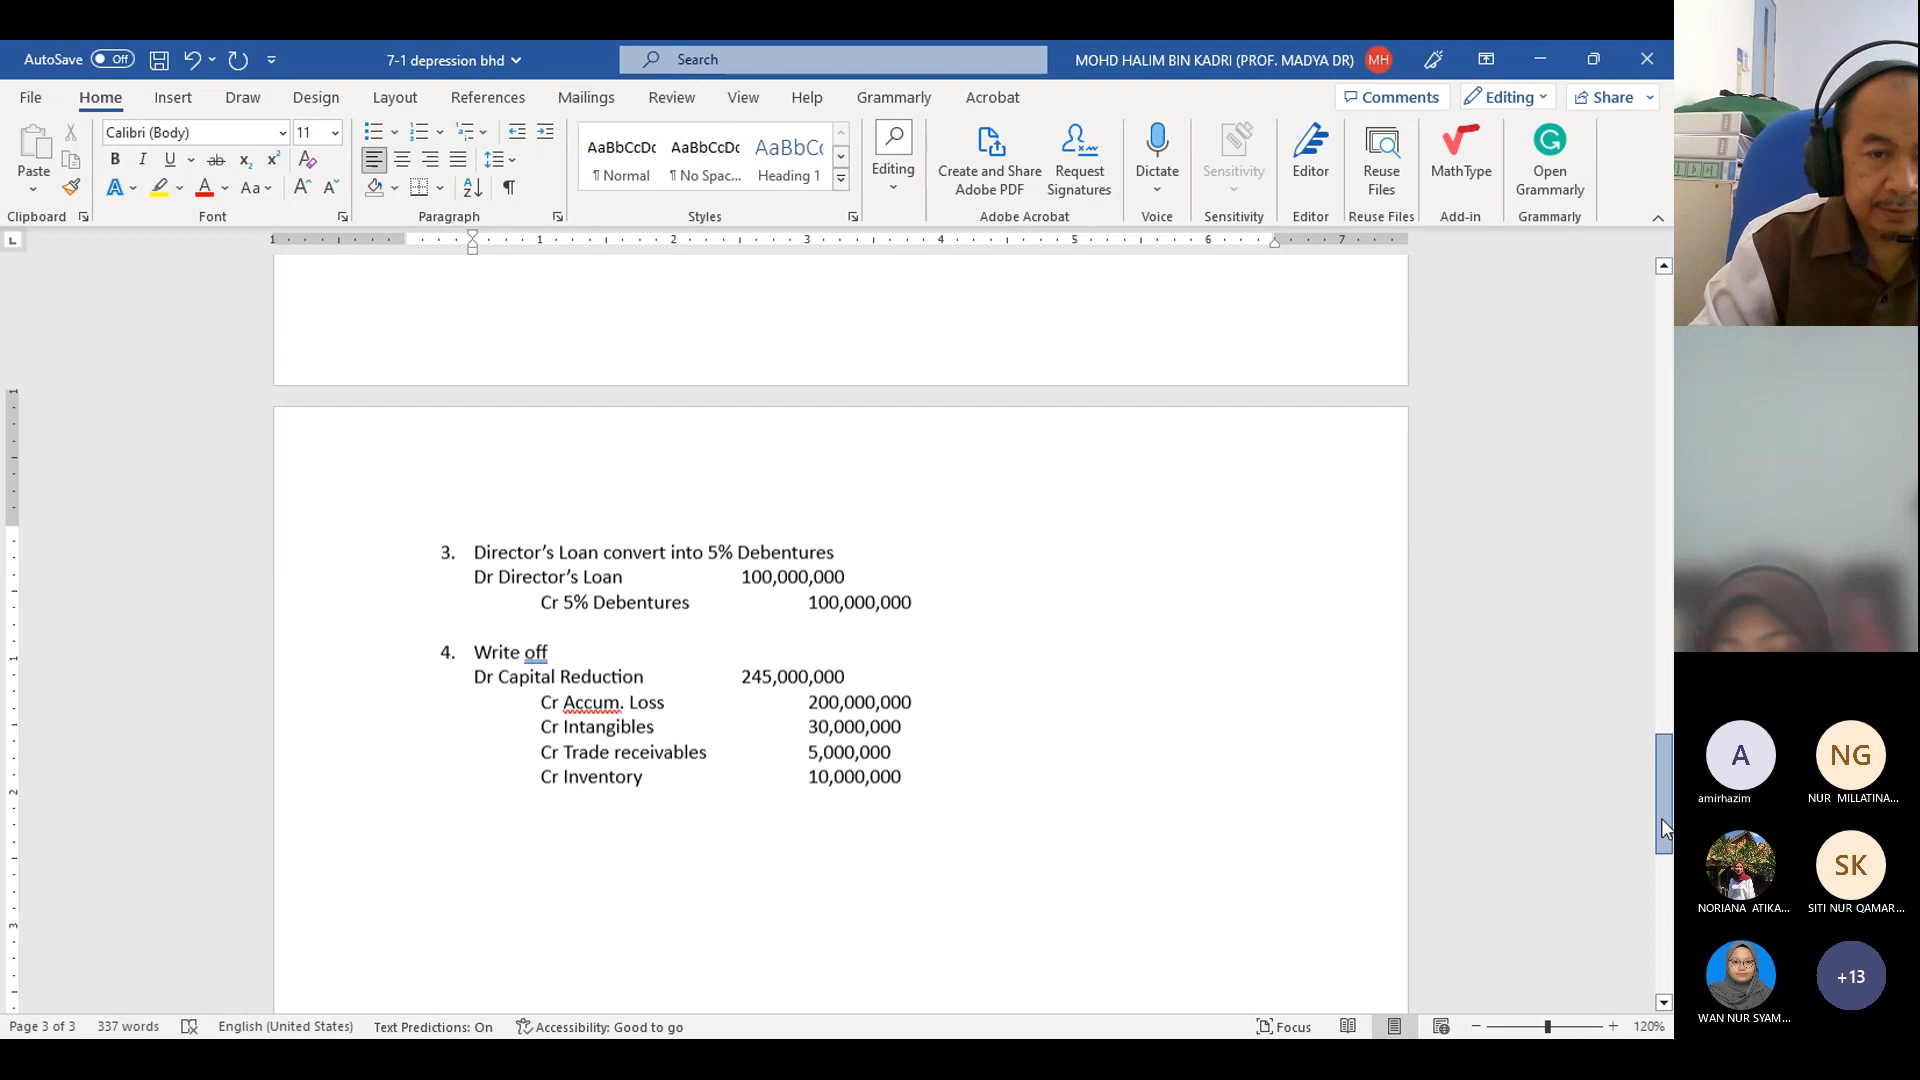 AutoSave Off
7-1 depression bhd
Search
MOHD HALIM BIN KADRI (PROF. MADYA DR) MH
File Home Insert Draw Design Layout References Mailings Review View Help Grammarly Acrobat
Comments Editing Share
Paste
Calibri (Body) 11
AaBbCcDc AaBbCcDc AaBbCc
¶ Normal ¶ No Spac... Heading 1
Editing
Create and Share Adobe PDF
Request Signatures
Dictate
Sensitivity
Editor
Reuse Files
MathType
Open Grammarly
Clipboard Font Paragraph Styles Adobe Acrobat Voice Sensitivity Editor Reuse Files Add-in Grammarly
1 1 2 3 4 5 6 7
3. Director’s Loan convert into 5% Debentures
Dr Director’s Loan 100,000,000
Cr 5% Debentures 100,000,000
4. Write off
Dr Capital Reduction 245,000,000
Cr Accum. Loss 200,000,000
Cr Intangibles 30,000,000
Cr Trade receivables 5,000,000
Cr Inventory 10,000,000
A NG
amirhazim NUR MILLATINA...
SK
NORIANA ATIKA... SITI NUR QAMAR...
+13
WAN NUR SYAM...
Page 3 of 3 337 words English (United States) Text Predictions: On Accessibility: Good to go Focus 120%